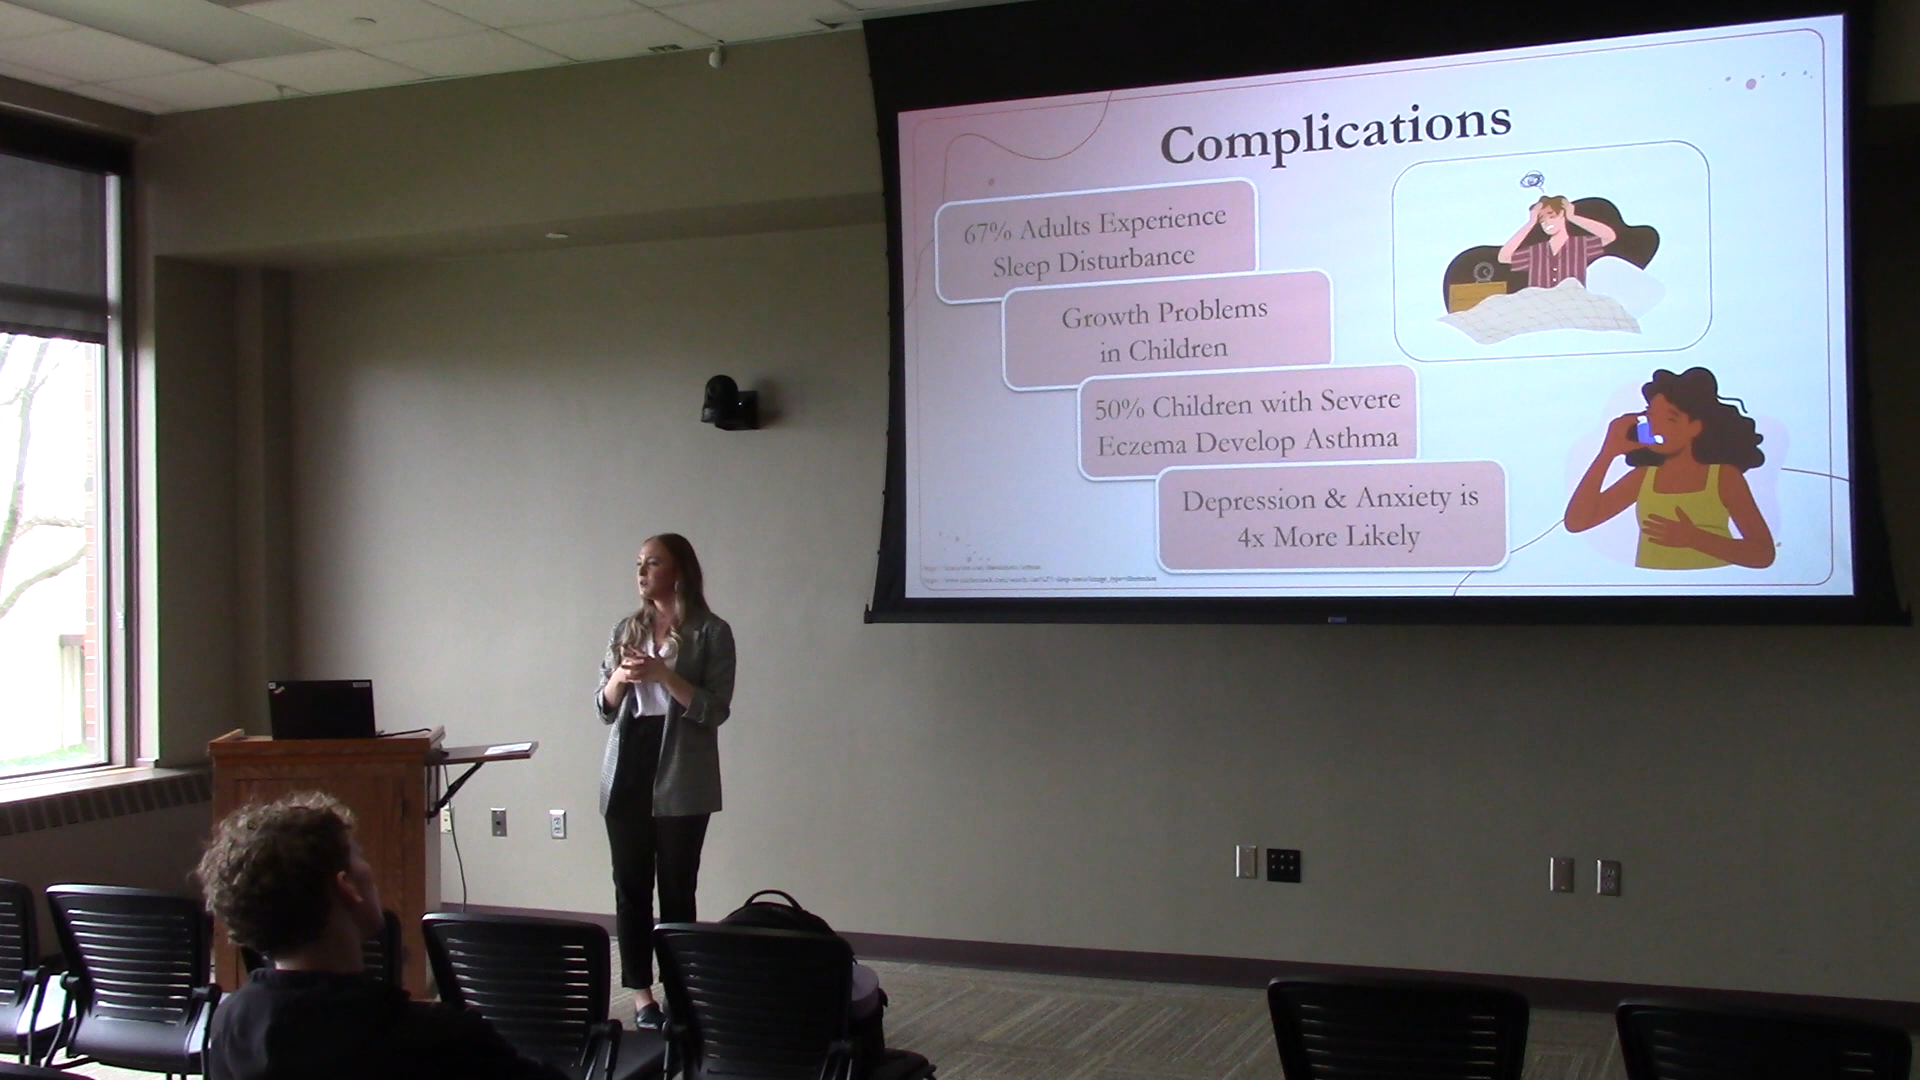 Complications
67% Adults Experience
Sleep Disturbance
Growth Problems
in Children
50% Children with Severe
Eczema Develop Asthma
Depression & Anxiety is
4x More Likely